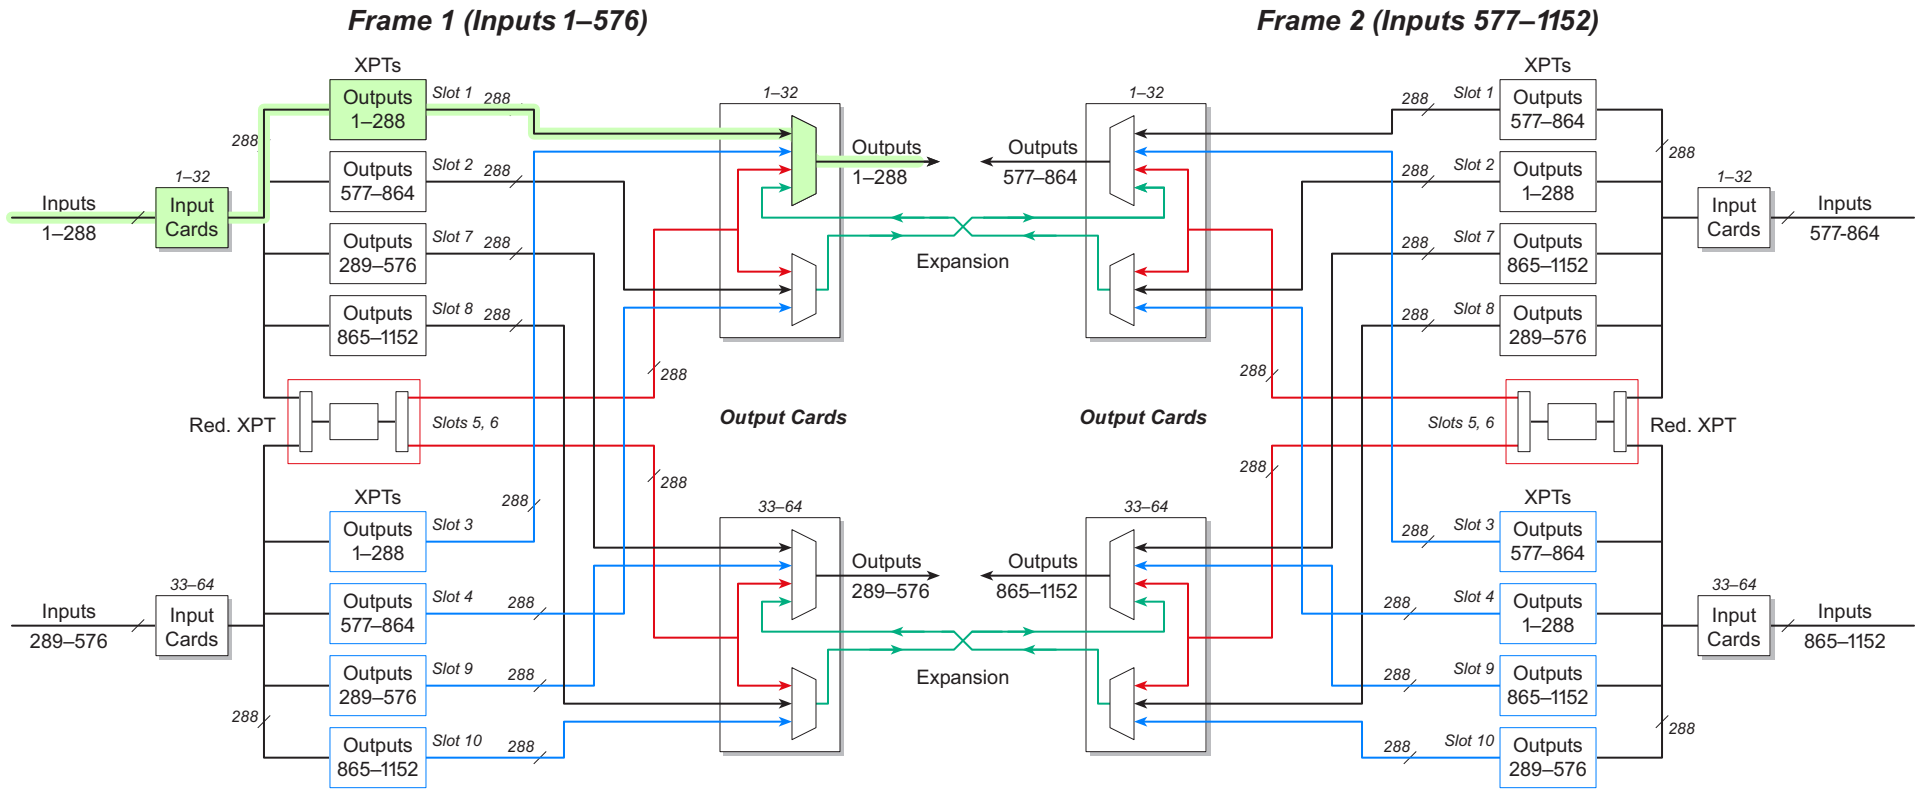 Frame 1 (Inputs 1–576)
Frame 2 (Inputs 577–1152)
XPTs
Outputs
1–288
Slot 1
288
288
Outputs
577–864
Slot 2
288
1–32
Inputs
1–288
Input
Cards
Outputs
289–576
Slot 7
288
Outputs
865–1152
Slot 8
288
Red. XPT
Slots 5, 6
288
288
XPTs
Outputs
1–288
Slot 3
288
Outputs
577–864
Slot 4
288
33–64
Inputs
289–576
Input
Cards
Outputs
289–576
Slot 9
288
288
Outputs
865–1152
Slot 10
288
1–32
Outputs
1–288
Expansion
Output Cards
33–64
Outputs
289–576
Expansion
1–32
Outputs
577–864
Output Cards
33–64
Outputs
865–1152
XPTs
288
Slot 1
Outputs
577–864
288
288
Slot 2
Outputs
1–288
1–32
Input
Cards
Inputs
577-864
288
Slot 7
Outputs
865–1152
288
Slot 8
Outputs
289–576
288
Slots 5, 6
Red. XPT
288
XPTs
288
Slot 3
Outputs
577–864
288
Slot 4
Outputs
1–288
33–64
Input
Cards
Inputs
865–1152
288
Slot 9
Outputs
865–1152
288
288
Slot 10
Outputs
289–576